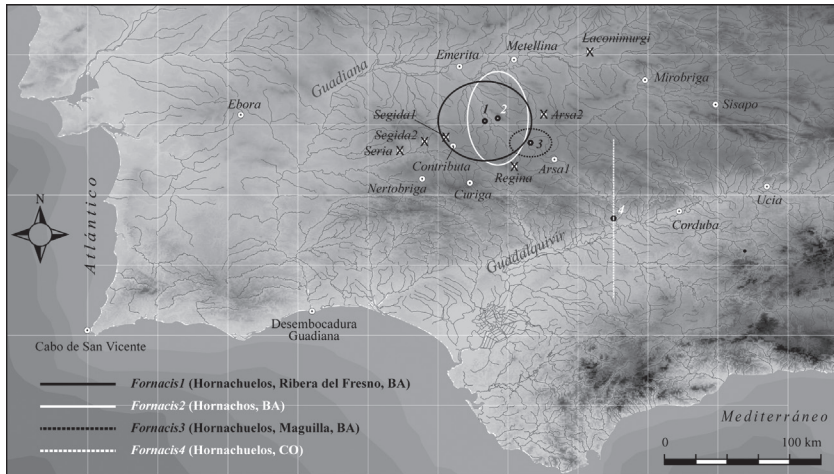 Laconimurgi
Metellina
Emerita
Mirobriga
Guadiana
Sisapo
Ebora
Segida1
1
2
Arsa2
Segida2
3
Seria
Contributa
Regina
Arsa1
Nertobriga
Curiga
Ucia
N
Atlántico
4
Corduba
Guadalquivir
Desembocadura
Guadiana
Cabo de San Vicente
Fornacis1 (Hornachuelos, Ribera del Fresno, BA)
Fornacis2 (Hornachos, BA)
Fornacis3 (Hornachuelos, Maguilla, BA)
Fornacis4 (Hornachuelos, CO)
Mediterráneo
0
100 km